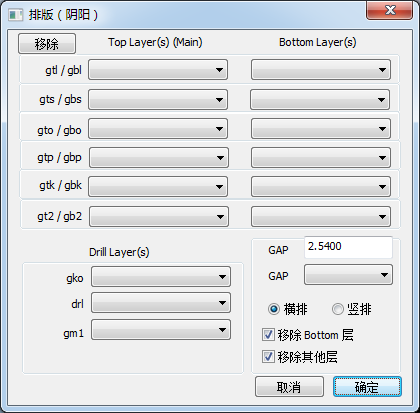 排版（阴阳）
移除 Top Layer(s) (Main) Bottom Layer(s)
gtl / gbl
gts / gbs
gto / gbo
gtp / gbp
gtk / gbk
gt2 / gb2
Drill Layer(s)
gko
drl
gm1
GAP 2.5400
GAP
横排 竖排
移除 Bottom 层
移除其他层
取消 确定